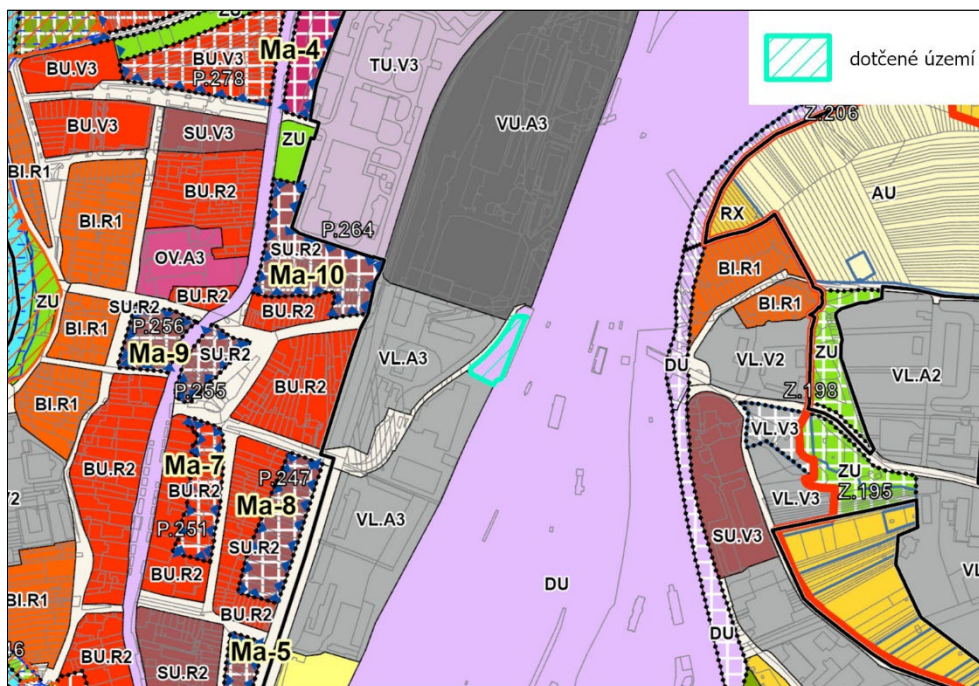 ZU
Ma-4
BU.V3
BU.V3
P.278
TU.V3
dotčené území
VU.A3
Z.206
BU.V3
SU.V3
ZU
BI.R1
BI.R1
BU.R2
AU
RX
P.264
OV.A3
SU.R2
BI.R1
ZU
Ma-10
BU.R2
BI.R1
SU.R2
BU.R2
P.256
BI.R1
Ma-9
SU.R2
VL.A3
DU
VL.V2
ZU
VL.A2
P.255
BU.R2
Z.198
BI.R1
VL.V3
BU.R2
Ma-7
P.247
ZU
BU.R2
Ma-8
VL.V3
Z.195
V2
P.251
VL.A3
SU.V3
SU.R2
BU.R2
DU
BI.R1
BU.R2
DU
Ma-5
46
SU.R2